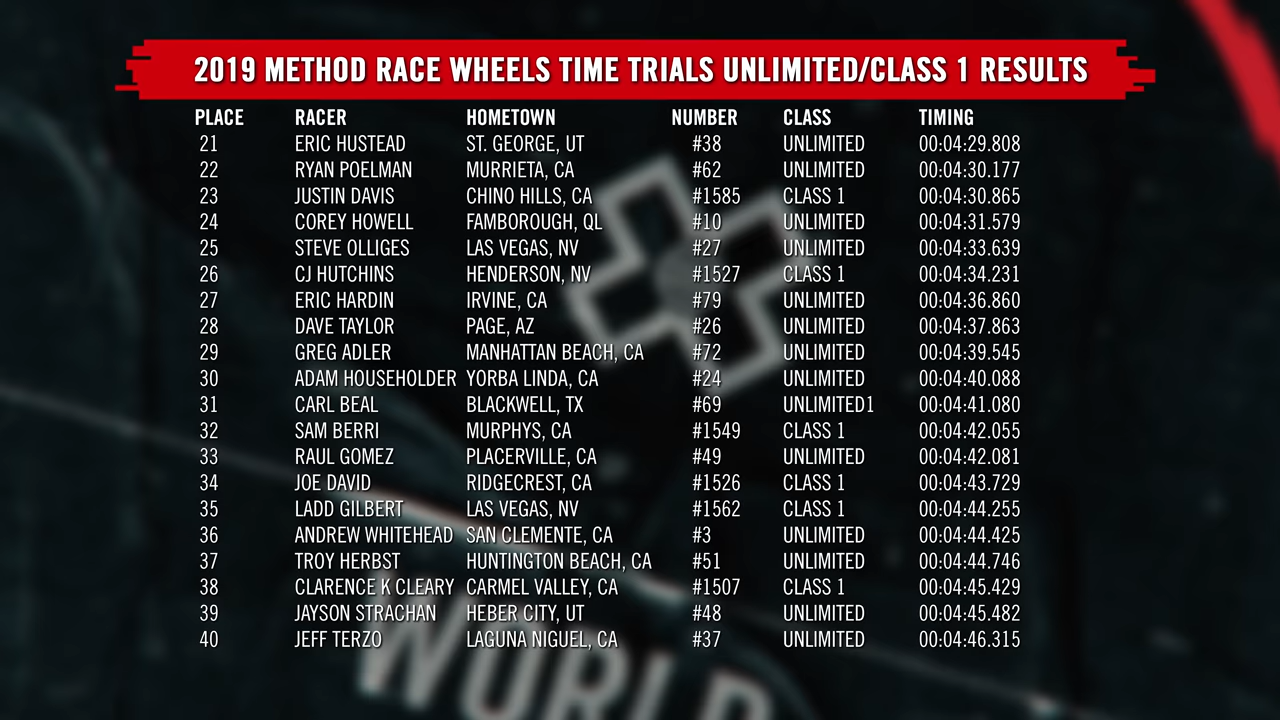 2019 METHOD RACE WHEELS TIME TRIALS UNLIMITED/CLASS 1 RESULTS
PLACE RACER HOMETOWN NUMBER CLASS TIMING
21 ERIC HUSTEAD ST. GEORGE, UT #38 UNLIMITED 00:04:29.808
22 RYAN POELMAN MURRIETA, CA #62 UNLIMITED 00:04:30.177
23 JUSTIN DAVIS CHINO HILLS, CA #1585 CLASS 1 00:04:30.865
24 COREY HOWELL FAMBOROUGH, QL #10 UNLIMITED 00:04:31.579
25 STEVE OLLIGES LAS VEGAS, NV #27 UNLIMITED 00:04:33.639
26 CJ HUTCHINS HENDERSON, NV #1527 CLASS 1 00:04:34.231
27 ERIC HARDIN IRVINE, CA #79 UNLIMITED 00:04:36.860
28 DAVE TAYLOR PAGE, AZ #26 UNLIMITED 00:04:37.863
29 GREG ADLER MANHATTAN BEACH, CA #72 UNLIMITED 00:04:39.545
30 ADAM HOUSEHOLDER YORBA LINDA, CA #24 UNLIMITED 00:04:40.088
31 CARL BEAL BLACKWELL, TX #69 UNLIMITED1 00:04:41.080
32 SAM BERRI MURPHYS, CA #1549 CLASS 1 00:04:42.055
33 RAUL GOMEZ PLACERVILLE, CA #49 UNLIMITED 00:04:42.081
34 JOE DAVID RIDGECREST, CA #1526 CLASS 1 00:04:43.729
35 LADD GILBERT LAS VEGAS, NV #1562 CLASS 1 00:04:44.255
36 ANDREW WHITEHEAD SAN CLEMENTE, CA #3 UNLIMITED 00:04:44.425
37 TROY HERBST HUNTINGTON BEACH, CA #51 UNLIMITED 00:04:44.746
38 CLARENCE K CLEARY CARMEL VALLEY, CA #1507 CLASS 1 00:04:45.429
39 JAYSON STRACHAN HEBER CITY, UT #48 UNLIMITED 00:04:45.482
40 JEFF TERZO LAGUNA NIGUEL, CA #37 UNLIMITED 00:04:46.315
WORLD